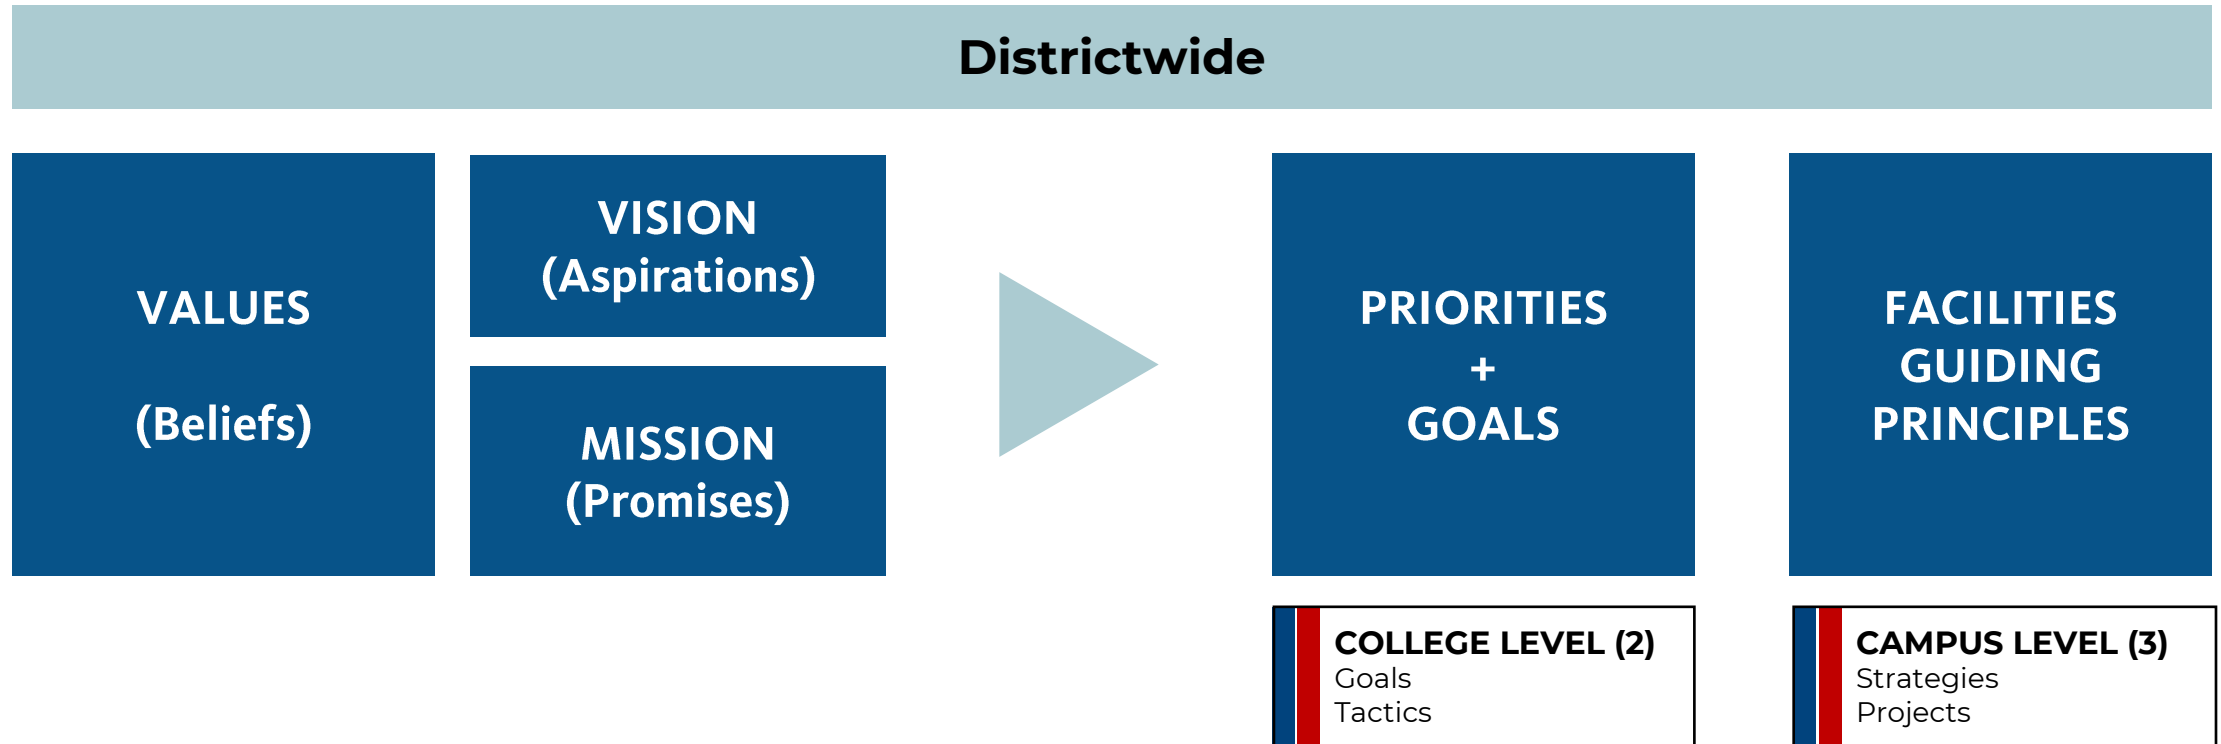 Districtwide
VALUES
(Beliefs)
VISION
(Aspirations)
MISSION
(Promises)
PRIORITIES
+
GOALS
FACILITIES
GUIDING
PRINCIPLES
COLLEGE LEVEL (2)
Goals
Tactics
CAMPUS LEVEL (3)
Strategies
Projects